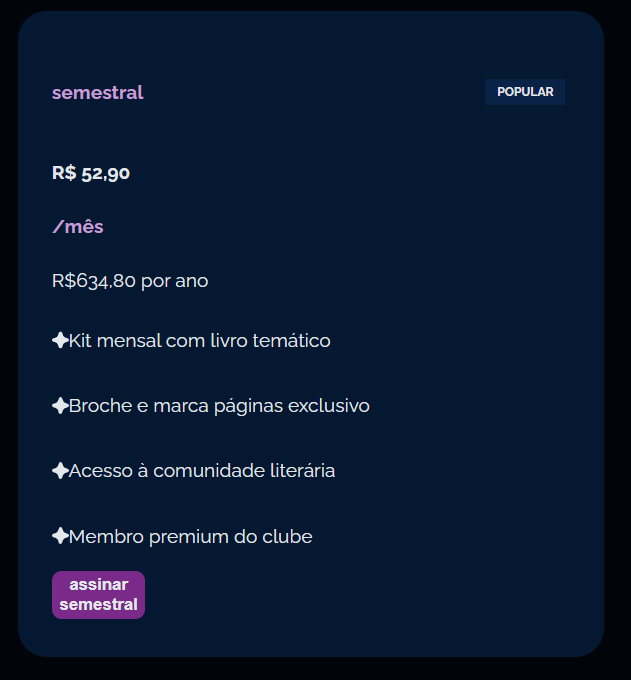 semestral
POPULAR
R$ 52,90
/mês
R$634,80 por ano
Kit mensal com livro temático
Broche e marca páginas exclusivo
Acesso à comunidade literária
Membro premium do clube
assinar
semestral